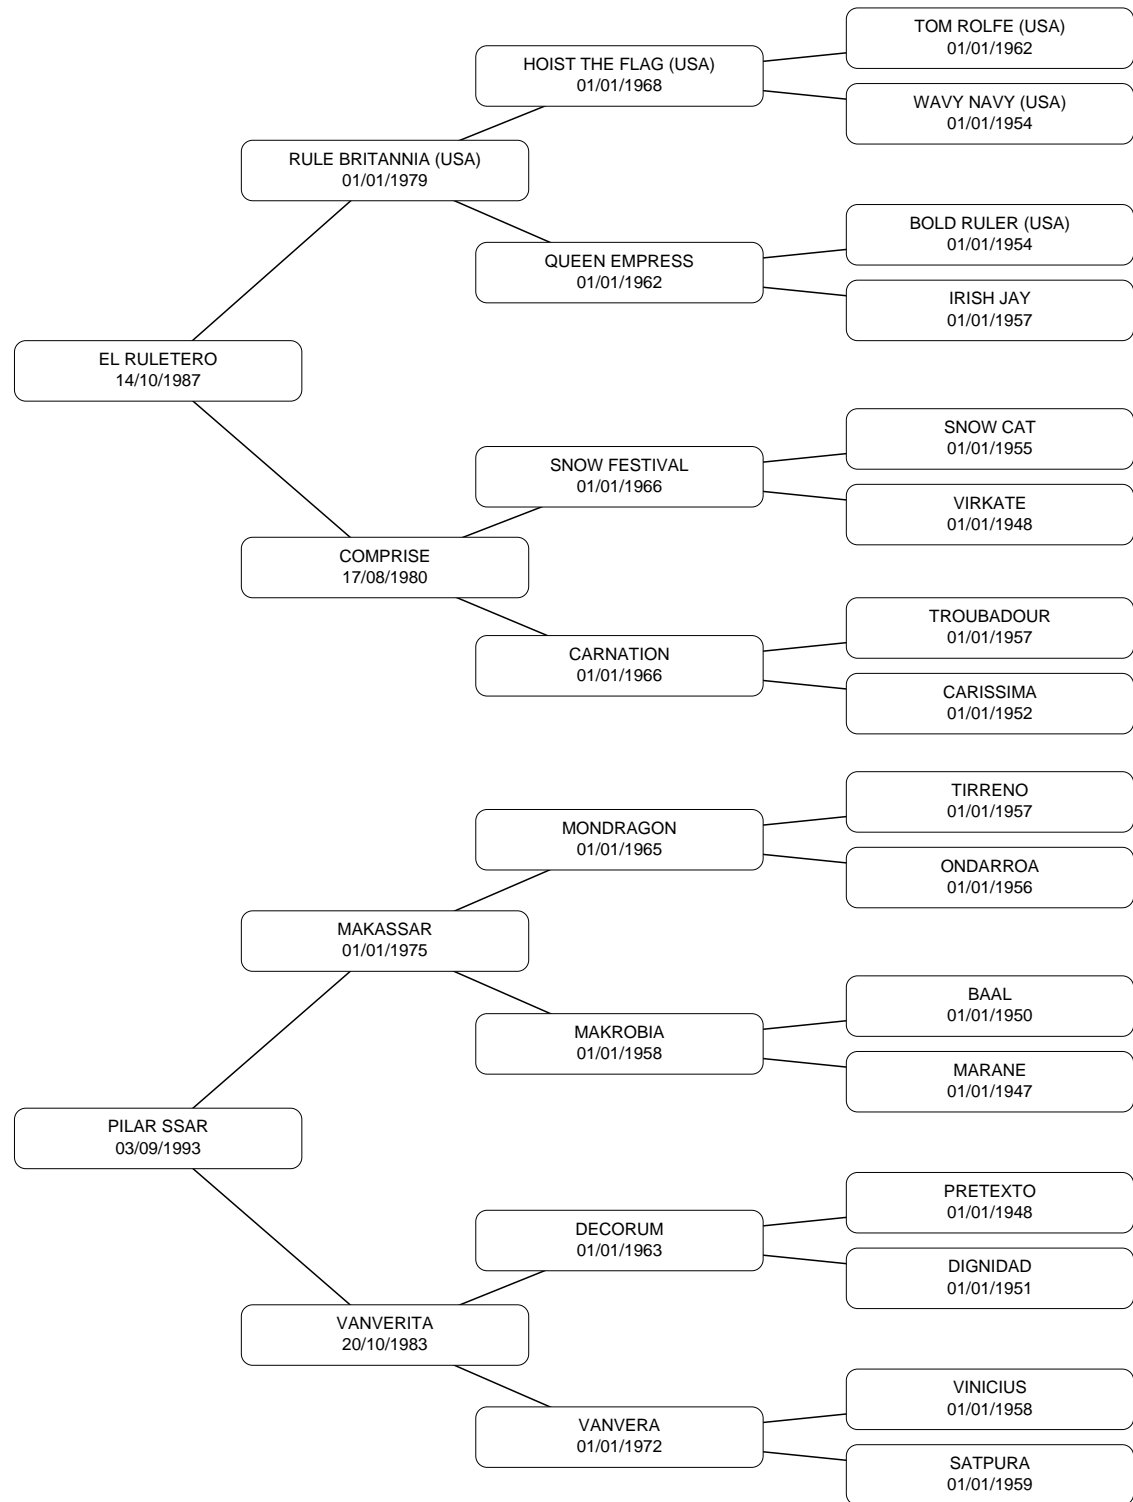 TOM ROLFE (USA)
01/01/1962
HOIST THE FLAG (USA)
01/01/1968
WAVY NAVY (USA)
01/01/1954
RULE BRITANNIA (USA)
01/01/1979
BOLD RULER (USA)
01/01/1954
QUEEN EMPRESS
01/01/1962
IRISH JAY
01/01/1957
EL RULETERO
14/10/1987
SNOW CAT
01/01/1955
SNOW FESTIVAL
01/01/1966
VIRKATE
01/01/1948
COMPRISE
17/08/1980
TROUBADOUR
01/01/1957
CARNATION
01/01/1966
CARISSIMA
01/01/1952
TIRRENO
01/01/1957
MONDRAGON
01/01/1965
ONDARROA
01/01/1956
MAKASSAR
01/01/1975
BAAL
01/01/1950
MAKROBIA
01/01/1958
MARANE
01/01/1947
PILAR SSAR
03/09/1993
PRETEXTO
01/01/1948
DECORUM
01/01/1963
DIGNIDAD
01/01/1951
VANVERITA
20/10/1983
VINICIUS
01/01/1958
VANVERA
01/01/1972
SATPURA
01/01/1959